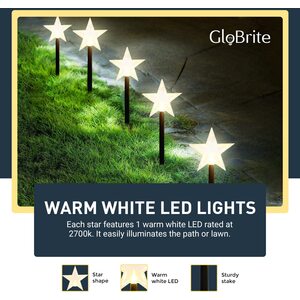 GloBrite
WARM WHITE LED LIGHTS
Each star features 1 warm white LED rated at
2700k. It easily illuminates the path or lawn.
Star
shape
Warm
white LED
Sturdy
stake